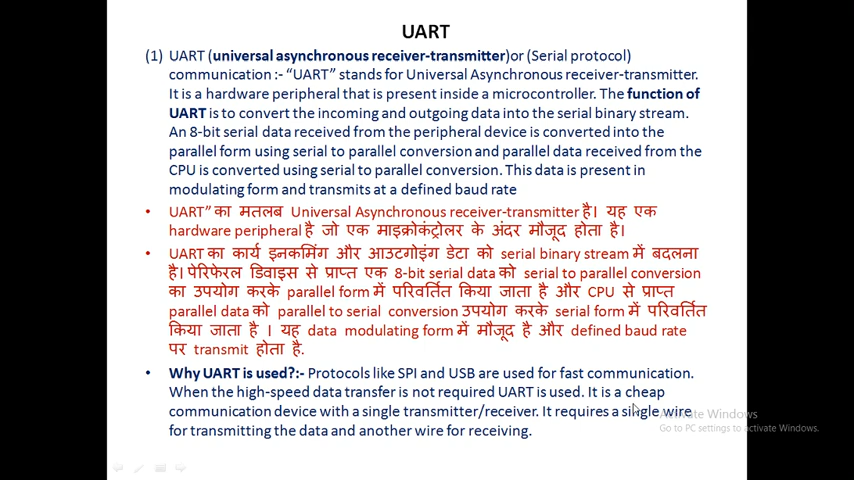 UART
(1) UART (universal asynchronous receiver-transmitter)or (Serial protocol)
communication :- “UART” stands for Universal Asynchronous receiver-transmitter.
It is a hardware peripheral that is present inside a microcontroller. The function of
UART is to convert the incoming and outgoing data into the serial binary stream.
An 8-bit serial data received from the peripheral device is converted into the
parallel form using serial to parallel conversion and parallel data received from the
CPU is converted using serial to parallel conversion. This data is present in
modulating form and transmits at a defined baud rate
• UART” का मतलब Universal Asynchronous receiver-transmitter है। यह एक
hardware peripheral है जो एक माइक्रोकंट्रोलर के अंदर मौजूद होता है।
• UART का कार्य इनकमिंग और आउटगोइंग डेटा को serial binary stream में बदलना
है। पेरिफेरल डिवाइस से प्राप्त एक 8-bit serial data को serial to parallel conversion
का उपयोग करके parallel form में परिवर्तित किया जाता है और CPU से प्राप्त
parallel data को parallel to serial conversion उपयोग करके serial form में परिवर्तित
किया जाता है । यह data modulating form में मौजूद है और defined baud rate
पर transmit होता है.
• Why UART is used?:- Protocols like SPI and USB are used for fast communication.
When the high-speed data transfer is not required UART is used. It is a cheap
communication device with a single transmitter/receiver. It requires a single wire
for transmitting the data and another wire for receiving.
Activate Windows
Go to PC settings to activate Windows.